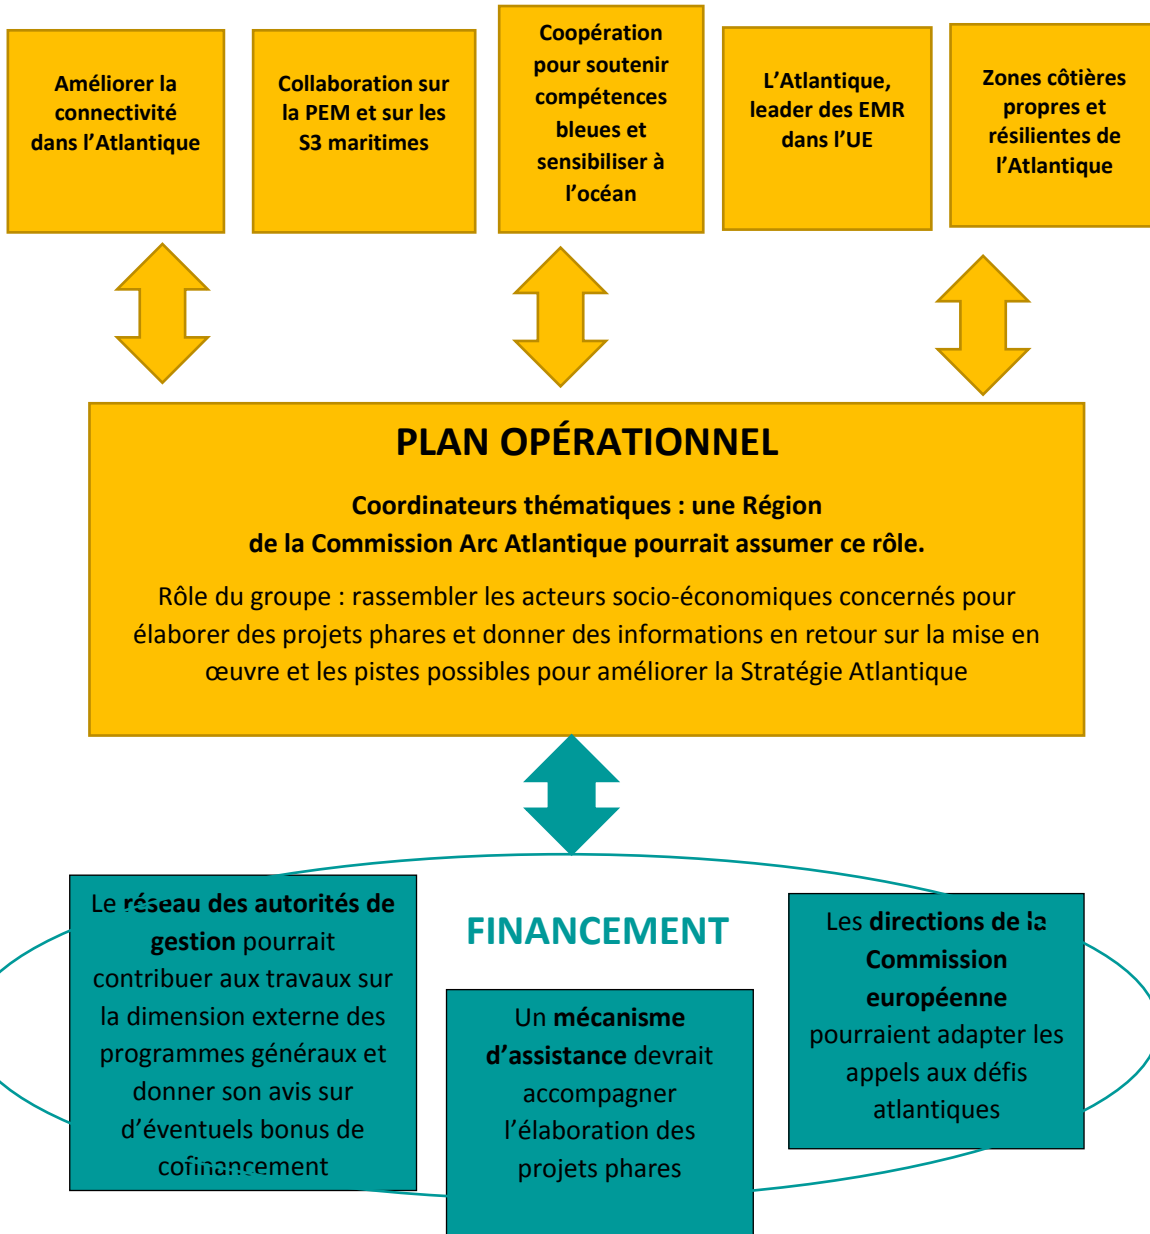 Améliorer la
connectivité
dans l’Atlantique
Collaboration sur
la PEM et sur les
S3 maritimes
Coopération
pour soutenir
compétences
bleues et
sensibiliser à
l’océan
L’Atlantique,
leader des EMR
dans l’UE
Zones côtières
propres et
résilientes de
l’Atlantique
PLAN OPÉRATIONNEL
Coordinateurs thématiques : une Région
de la Commission Arc Atlantique pourrait assumer ce rôle.
Rôle du groupe : rassembler les acteurs socio-économiques concernés pour
élaborer des projets phares et donner des informations en retour sur la mise en
œuvre et les pistes possibles pour améliorer la Stratégie Atlantique
Le réseau des autorités de
gestion pourrait
contribuer aux travaux sur
la dimension externe des
programmes généraux et
donner son avis sur
d’éventuels bonus de
cofinancement
FINANCEMENT
Un mécanisme
d’assistance devrait
accompagner
l’élaboration des
projets phares
Les directions de la
Commission
européenne
pourraient adapter les
appels aux défis
atlantiques